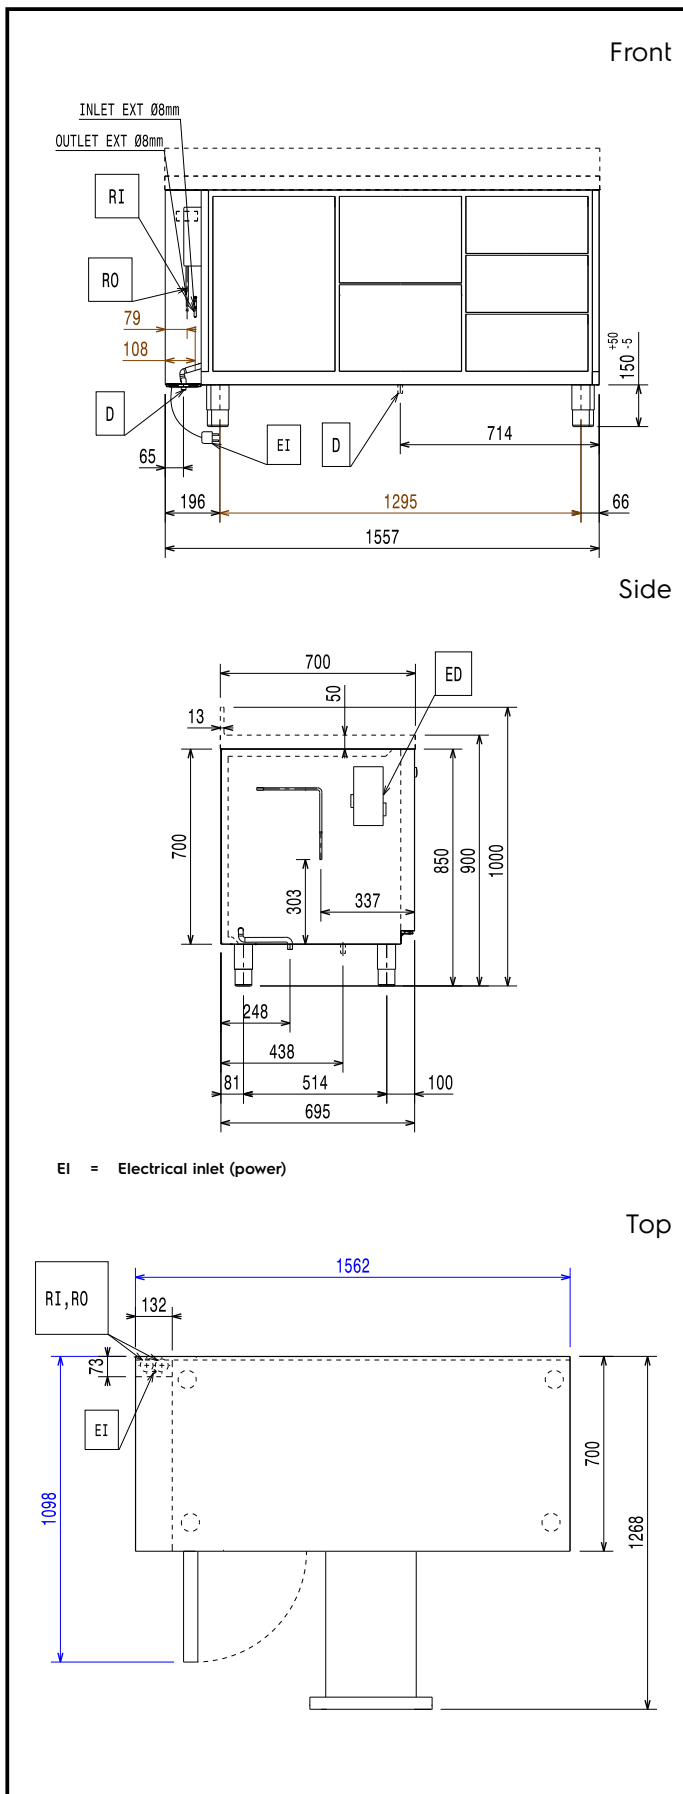 Front
INLET EXT Ø8mm
OUTLET EXT Ø8mm
RI
RO
79
108
D
EI
D
65
714
150 +50 -5
196
1295
66
1557
Side
700
ED
50
13
700
303
337
850
900
1000
248
438
81
514
100
695
EI = Electrical inlet (power)
Top
1562
RI,RO
132
73
EI
1098
700
1268